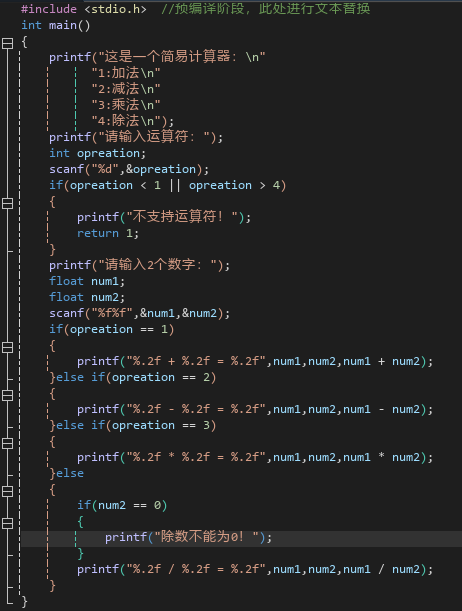 #include <stdio.h>  //预编译阶段，此处进行文本替换
int main()
{
    printf("这是一个简易计算器：\n"
          "1:加法\n"
          "2:减法\n"
          "3:乘法\n"
          "4:除法\n");
    printf("请输入运算符：");
    int opreation;
    scanf("%d",&opreation);
    if(opreation < 1 || opreation > 4)
    {
        printf("不支持运算符！");
        return 1;
    }
    printf("请输入2个数字：");
    float num1;
    float num2;
    scanf("%f%f",&num1,&num2);
    if(opreation == 1)
    {
        printf("%.2f + %.2f = %.2f",num1,num2,num1 + num2);
    }else if(opreation == 2)
    {
        printf("%.2f - %.2f = %.2f",num1,num2,num1 - num2);
    }else if(opreation == 3)
    {
        printf("%.2f * %.2f = %.2f",num1,num2,num1 * num2);
    }else
    {
        if(num2 == 0)
        {
            printf("除数不能为0！");
        }
        printf("%.2f / %.2f = %.2f",num1,num2,num1 / num2);
    }
}